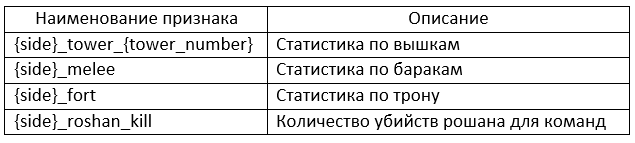 Наименование признака Описание
{side}_tower_{tower_number} Статистика по вышкам
{side}_melee Статистика по баракам
{side}_fort Статистика по трону
{side}_roshan_kill Количество убийств рошана для команд